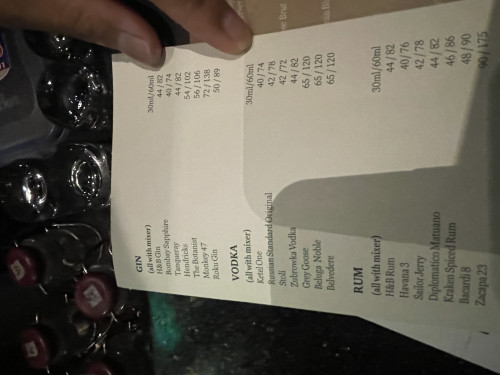 GIN
(all with mixer) 30ml/60ml
H&B Gin 44 / 82
Bombay Sapphire 40 / 74
Tanqueray 44 / 82
Hendricks 54 / 102
The Botanist 56 / 106
Monkey 47 72 / 138
Roku Gin 50 / 89
VODKA
(all with mixer) 30ml/60ml
Ketel One 40 / 74
Russian Standard Original 42 / 78
Stoli 42 / 72
Zubrowka Vodka 44 / 82
Grey Goose 65 / 120
Beluga Noble 65 / 120
Belvedere 65 / 120
RUM
(all with mixer) 30ml/60ml
H&B Rum 44 / 82
Havana 3 40 / 76
Sailor Jerry 42 / 78
Diplomatico Mantuano 44 / 82
Kraken Spiced Rum 46 / 86
Bacardi 8 48 / 90
Zacapa 23 90 / 175
Brut